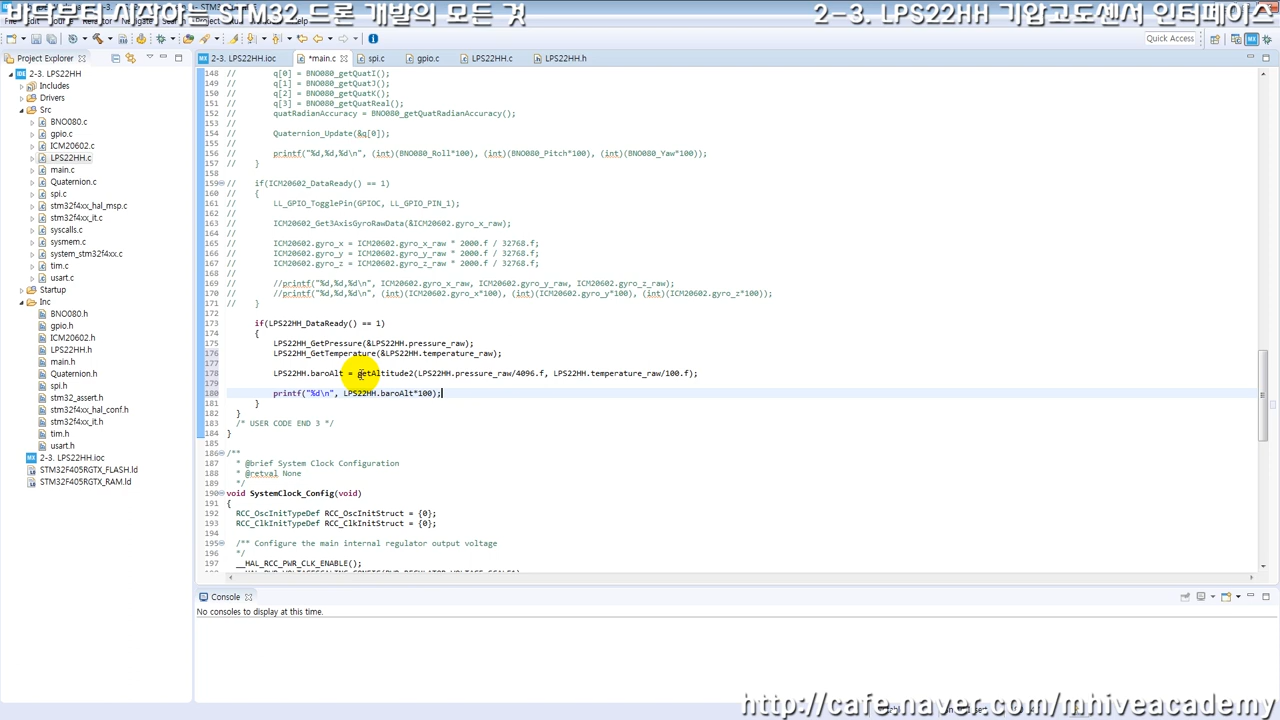 바닥부터 시작하는 STM32 드론 개발의 모든 것
2-3. LPS22HH 기압고도센서 인터페이스
Quick Access
Project Explorer
2-3. LPS22HH.ioc
*main.c
spi.c
gpio.c
LPS22HH.c
LPS22HH.h
2-3. LPS22HH
Includes
Drivers
Src
BNO080.c
gpio.c
ICM20602.c
LPS22HH.c
main.c
Quaternion.c
spi.c
stm32f4xx_hal_msp.c
stm32f4xx_it.c
syscalls.c
sysmem.c
system_stm32f4xx.c
tim.c
usart.c
Startup
Inc
BNO080.h
gpio.h
ICM20602.h
LPS22HH.h
main.h
Quaternion.h
spi.h
stm32_assert.h
stm32f4xx_hal_conf.h
stm32f4xx_it.h
tim.h
usart.h
2-3. LPS22HH.ioc
STM32F405RGTX_FLASH.ld
STM32F405RGTX_RAM.ld
148 // q[0] = BNO080_getQuatI();
149 // q[1] = BNO080_getQuatJ();
150 // q[2] = BNO080_getQuatK();
151 // q[3] = BNO080_getQuatReal();
152 // quatRadianAccuracy = BNO080_getQuatRadianAccuracy();
153 //
154 // Quaternion_Update(&q[0]);
155 //
156 // printf("%d,%d,%d\n", (int)(BNO080_Roll*100), (int)(BNO080_Pitch*100), (int)(BNO080_Yaw*100));
157 // }
158
159 // if(ICM20602_DataReady() == 1)
160 // {
161 // LL_GPIO_TogglePin(GPIOC, LL_GPIO_PIN_1);
162 //
163 // ICM20602_Get3AxisGyroRawData(&ICM20602.gyro_x_raw);
164 //
165 // ICM20602.gyro_x = ICM20602.gyro_x_raw * 2000.f / 32768.f;
166 // ICM20602.gyro_y = ICM20602.gyro_y_raw * 2000.f / 32768.f;
167 // ICM20602.gyro_z = ICM20602.gyro_z_raw * 2000.f / 32768.f;
168 //
169 // //printf("%d,%d,%d\n", ICM20602.gyro_x_raw, ICM20602.gyro_y_raw, ICM20602.gyro_z_raw);
170 // //printf("%d,%d,%d\n", (int)(ICM20602.gyro_x*100), (int)(ICM20602.gyro_y*100), (int)(ICM20602.gyro_z*100));
171 // }
172
173 if(LPS22HH_DataReady() == 1)
174 {
175 LPS22HH_GetPressure(&LPS22HH.pressure_raw);
176 LPS22HH_GetTemperature(&LPS22HH.temperature_raw);
177
178 LPS22HH.baroAlt = getAltitude2(LPS22HH.pressure_raw/4096.f, LPS22HH.temperature_raw/100.f);
179
180 printf("%d\n", LPS22HH.baroAlt*100);
181 }
182 }
183 /* USER CODE END 3 */
184 }
185
186 /**
187 * @brief System Clock Configuration
188 * @retval None
189 */
190 void SystemClock_Config(void)
191 {
192 RCC_OscInitTypeDef RCC_OscInitStruct = {0};
193 RCC_ClkInitTypeDef RCC_ClkInitStruct = {0};
194
195 /** Configure the main internal regulator output voltage
196 */
197 __HAL_RCC_PWR_CLK_ENABLE();
Console
No consoles to display at this time.
http://cafe.naver.com/mhiveacademy